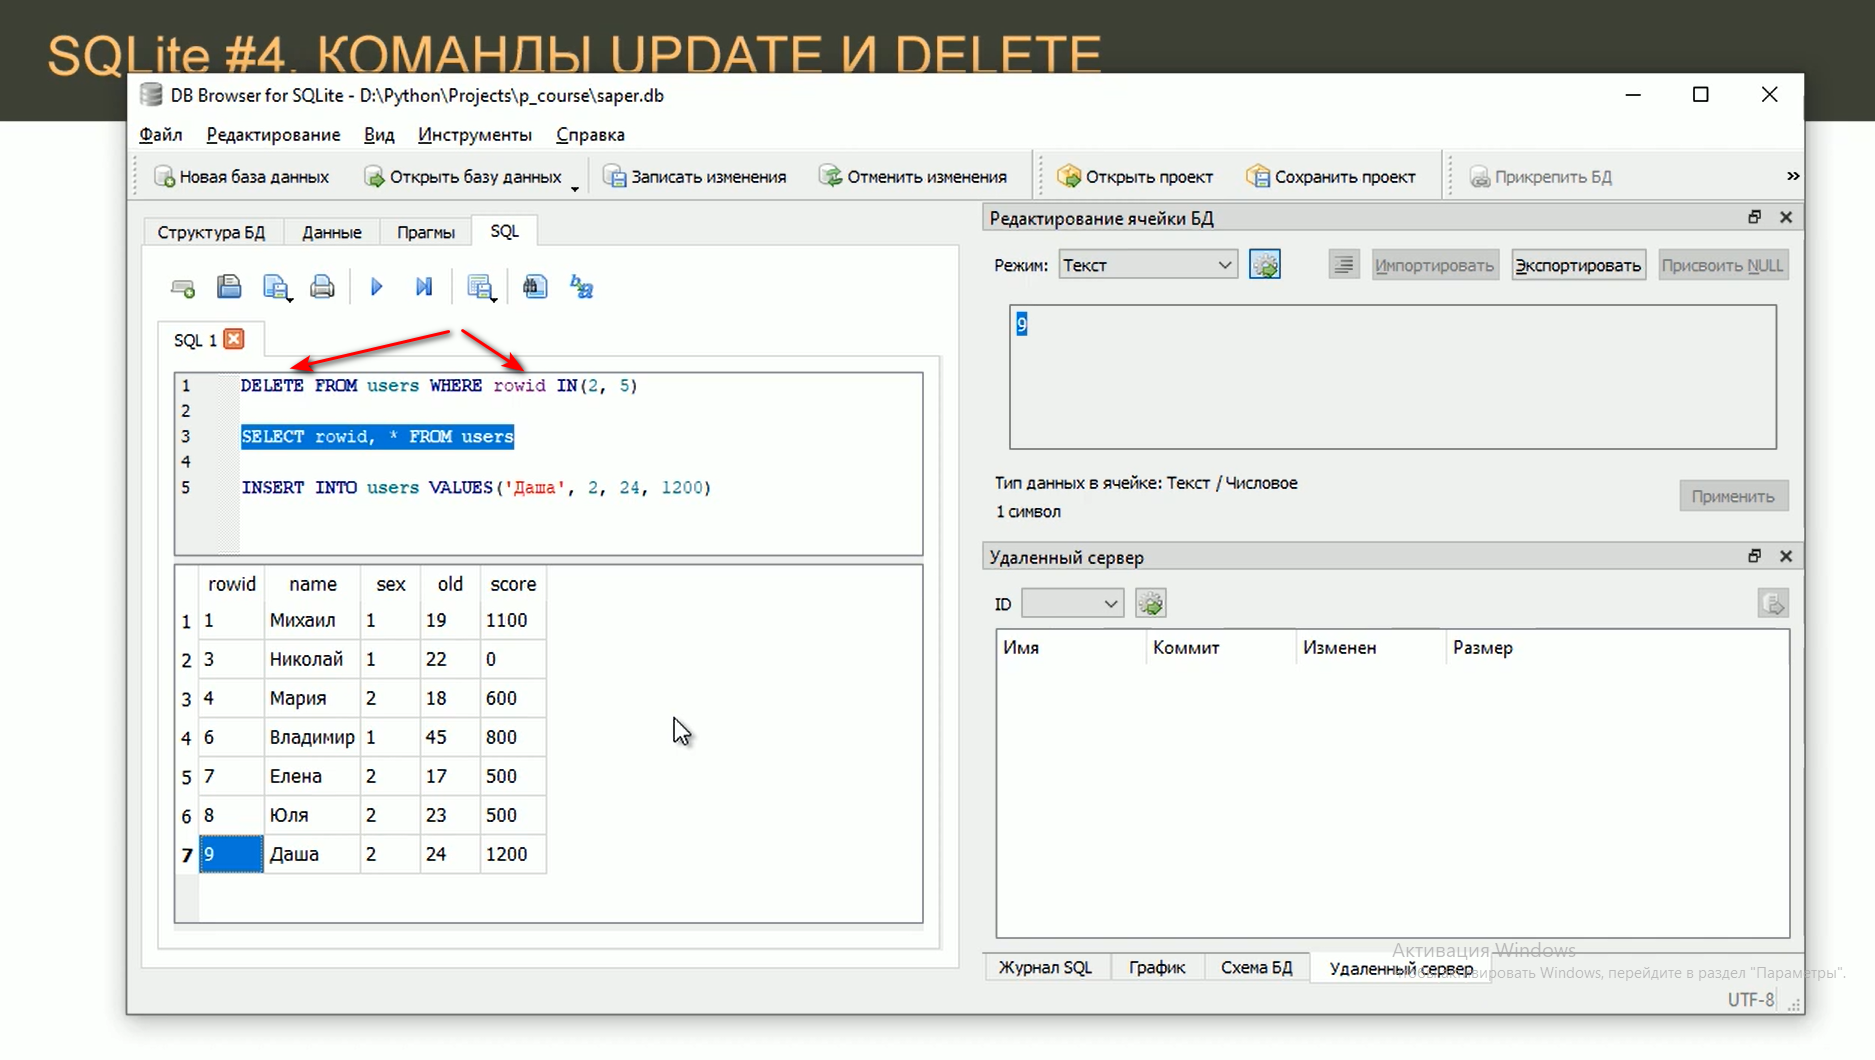 SQLite #4. КОМАНДЫ UPDATE И DELETE
DB Browser for SQLite - D:\Python\Projects\p_course\saper.db
Файл Редактирование Вид Инструменты Справка
Новая база данных Открыть базу данных Записать изменения Отменить изменения Открыть проект Сохранить проект Прикрепить БД »
Структура БД Данные Прагмы SQL
SQL 1
1 DELETE FROM users WHERE rowid IN(2, 5)
2
3 SELECT rowid, * FROM users
4
5 INSERT INTO users VALUES('Даша', 2, 24, 1200)
rowid name sex old score
1 1 Михаил 1 19 1100
2 3 Николай 1 22 0
3 4 Мария 2 18 600
4 6 Владимир 1 45 800
5 7 Елена 2 17 500
6 8 Юля 2 23 500
7 9 Даша 2 24 1200
Редактирование ячейки БД
Режим: Текст Импортировать Экспортировать Присвоить NULL
9
Тип данных в ячейке: Текст / Числовое
1 символ
Применить
Удаленный сервер
ID
Имя Коммит Изменен Размер
Активация Windows
Журнал SQL График Схема БД Удаленный сервер
Windows, перейдите в раздел "Параметры".
UTF-8